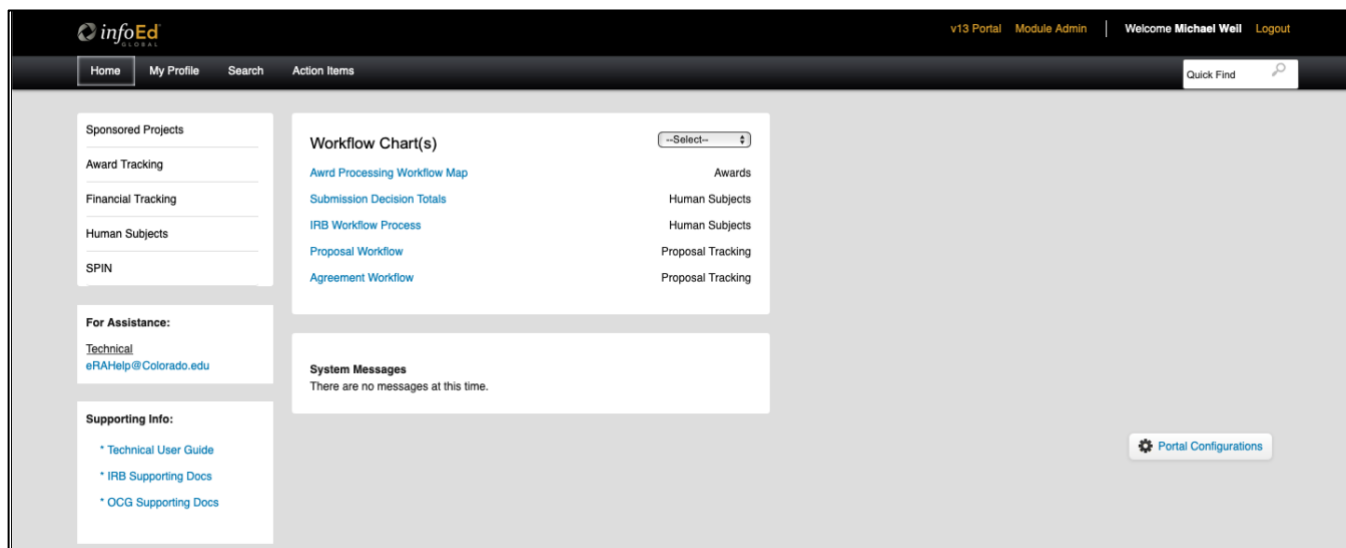 infoEd
GLOBAL
v13 Portal Module Admin Welcome Michael Weil Logout
Home My Profile Search Action Items
Quick Find
Sponsored Projects
Award Tracking
Financial Tracking
Human Subjects
SPIN
For Assistance:
Technical
eRAHelp@Colorado.edu
Supporting Info:
* Technical User Guide
* IRB Supporting Docs
* OCG Supporting Docs
Workflow Chart(s) --Select--
Awrd Processing Workflow Map Awards
Submission Decision Totals Human Subjects
IRB Workflow Process Human Subjects
Proposal Workflow Proposal Tracking
Agreement Workflow Proposal Tracking
System Messages
There are no messages at this time.
Portal Configurations